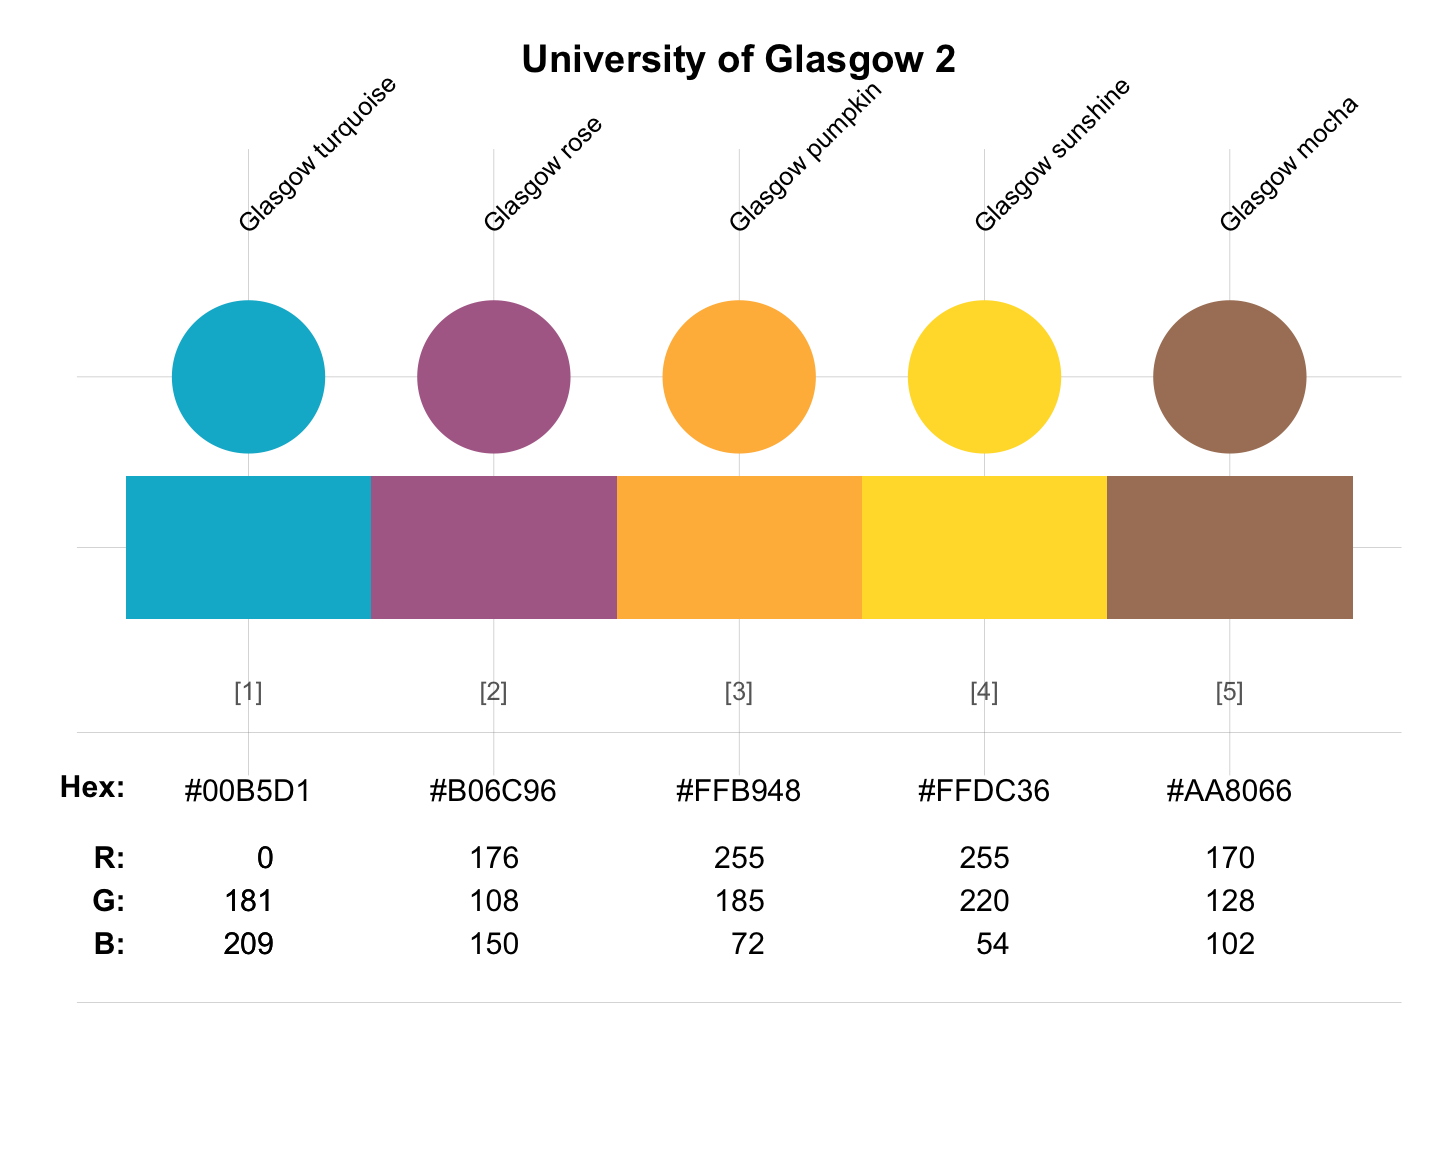 University of Glasgow 2
Glasgow turquoise
Glasgow rose
Glasgow pumpkin
Glasgow sunshine
Glasgow mocha
[1] [2] [3] [4] [5]
Hex: #00B5D1 #B06C96 #FFB948 #FFDC36 #AA8066
R: 0 176 255 255 170
G: 181 108 185 220 128
B: 209 150 72 54 102